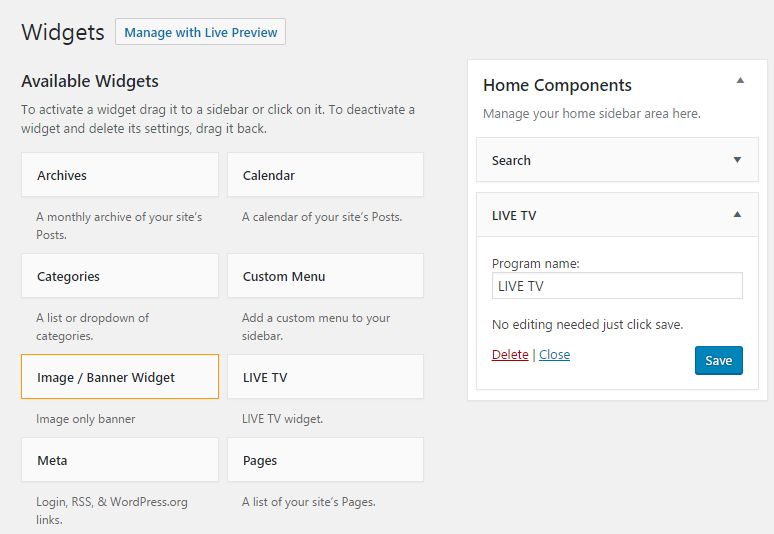 Widgets
Manage with Live Preview
Available Widgets
To activate a widget drag it to a sidebar or click on it. To deactivate a
widget and delete its settings, drag it back.
Archives
Calendar
A monthly archive of your site's
Posts.
A calendar of your site's Posts.
Categories
Custom Menu
A list or dropdown of
categories.
Add a custom menu to your
sidebar.
Image / Banner Widget
LIVE TV
Image only banner
LIVE TV widget.
Meta
Pages
Login, RSS, & WordPress.org
links.
A list of your site's Pages.
Home Components
Manage your home sidebar area here.
Search
LIVE TV
Program name:
LIVE TV
No editing needed just click save.
Delete | Close
Save